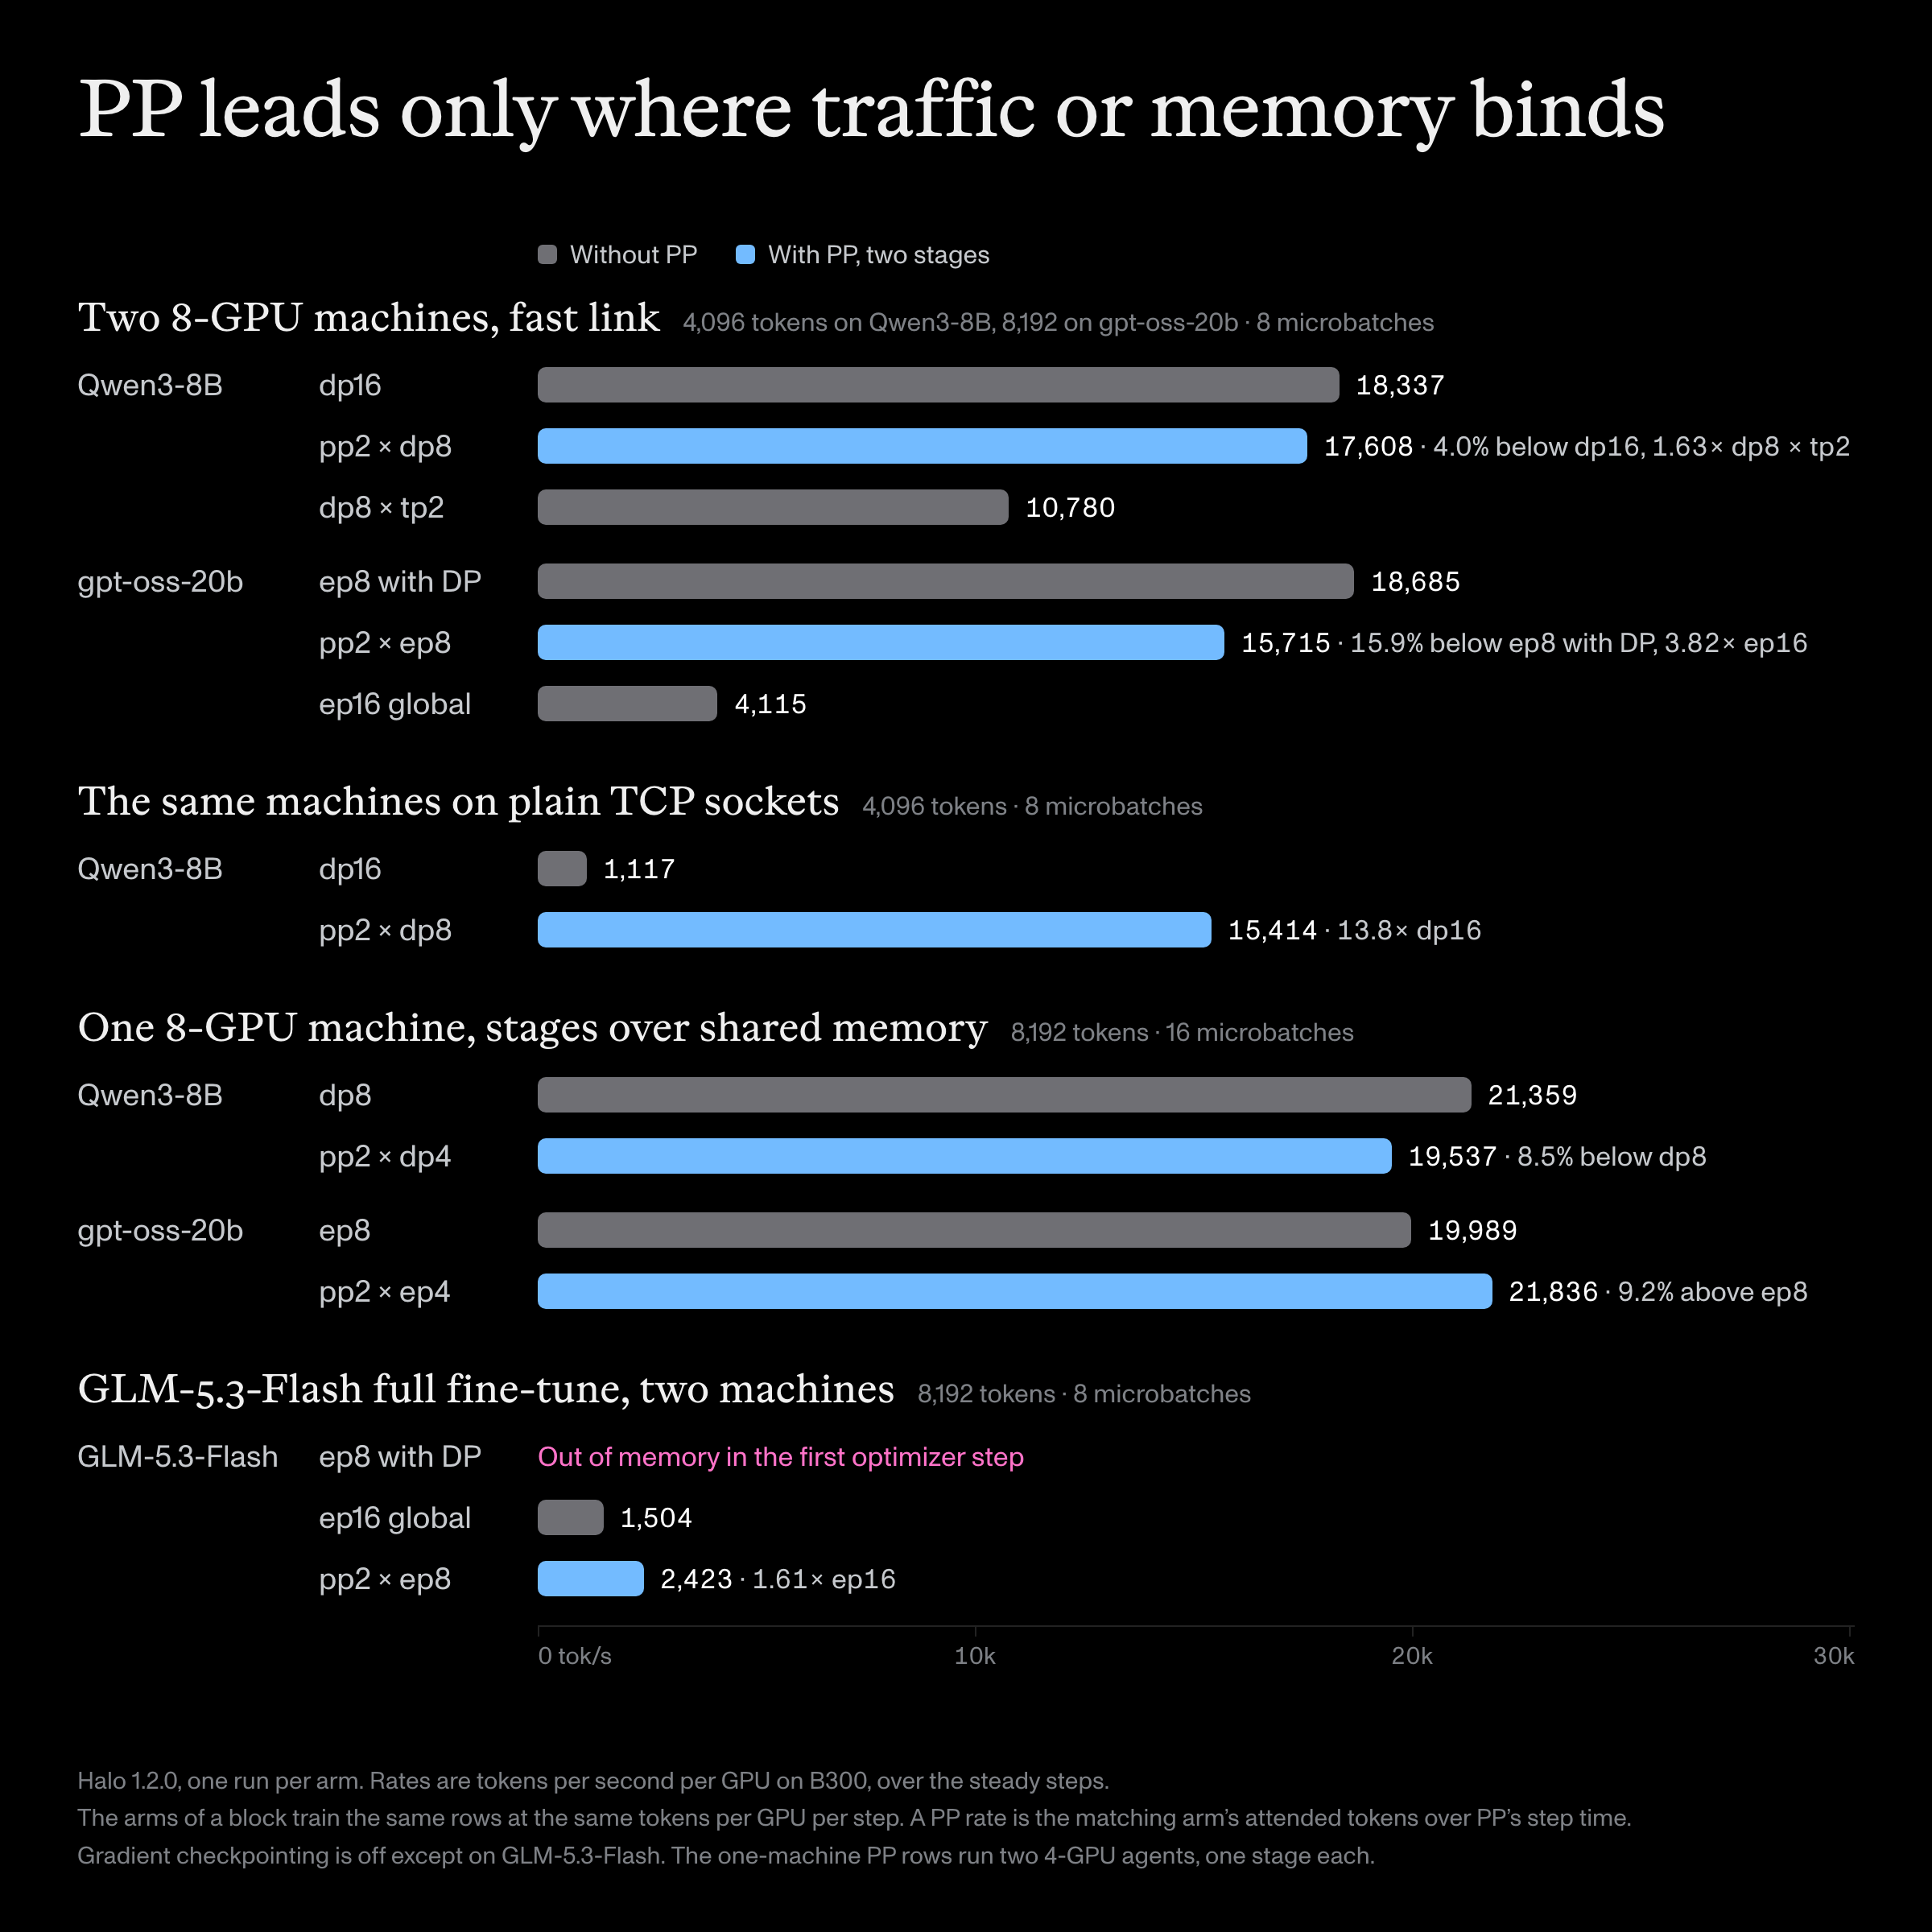 PP leads only where traffic or memory binds
Without PP With PP, two stages
Two 8-GPU machines, fast link 4,096 tokens on Qwen3-8B, 8,192 on gpt-oss-20b · 8 microbatches
Qwen3-8B dp16 18,337
pp2 × dp8 17,608 · 4.0% below dp16, 1.63× dp8 × tp2
dp8 × tp2 10,780
gpt-oss-20b ep8 with DP 18,685
pp2 × ep8 15,715 · 15.9% below ep8 with DP, 3.82× ep16
ep16 global 4,115
The same machines on plain TCP sockets 4,096 tokens · 8 microbatches
Qwen3-8B dp16 1,117
pp2 × dp8 15,414 · 13.8× dp16
One 8-GPU machine, stages over shared memory 8,192 tokens · 16 microbatches
Qwen3-8B dp8 21,359
pp2 × dp4 19,537 · 8.5% below dp8
gpt-oss-20b ep8 19,989
pp2 × ep4 21,836 · 9.2% above ep8
GLM-5.3-Flash full fine-tune, two machines 8,192 tokens · 8 microbatches
GLM-5.3-Flash ep8 with DP Out of memory in the first optimizer step
ep16 global 1,504
pp2 × ep8 2,423 · 1.61× ep16
0 tok/s 10k 20k 30k
Halo 1.2.0, one run per arm. Rates are tokens per second per GPU on B300, over the steady steps.
The arms of a block train the same rows at the same tokens per GPU per step. A PP rate is the matching arm’s attended tokens over PP’s step time.
Gradient checkpointing is off except on GLM-5.3-Flash. The one-machine PP rows run two 4-GPU agents, one stage each.